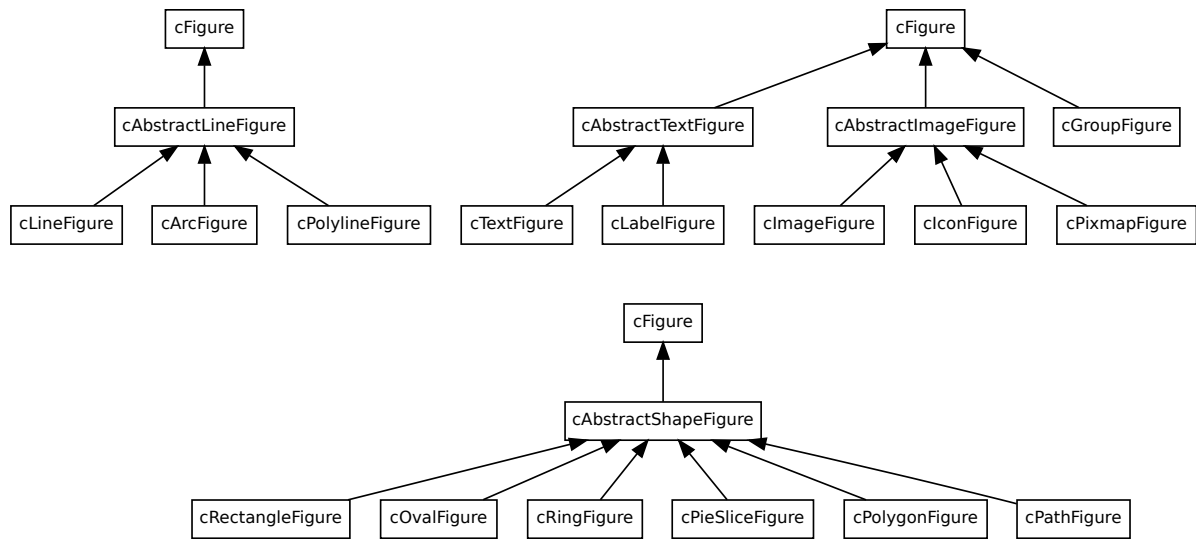 cFigure
cFigure
cAbstractLineFigure
cAbstractTextFigure
cAbstractImageFigure
cGroupFigure
cLineFigure
cArcFigure
cPolylineFigure
cTextFigure
cLabelFigure
cImageFigure
cIconFigure
cPixmapFigure
cFigure
cAbstractShapeFigure
cRectangleFigure
cOvalFigure
cRingFigure
cPieSliceFigure
cPolygonFigure
cPathFigure